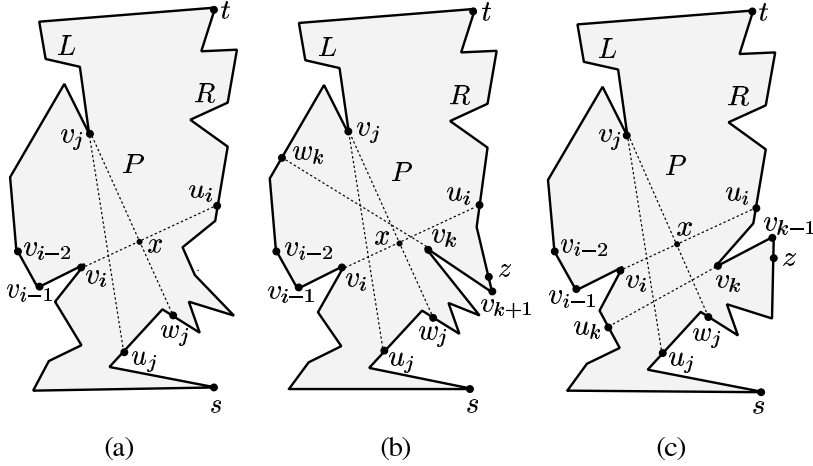 t
L
R
v_j
P
u_i
v_{i-2}
x
v_i
v_{i-1}
w_j
u_j
s
(a)
t
L
R
v_j
w_k
P
u_i
v_{i-2}
x
v_k
v_i
z
v_{i-1}
v_{k+1}
w_j
u_j
s
(b)
t
L
R
v_j
P
u_i
v_{k-1}
x
v_{i-2}
z
v_i
v_k
v_{i-1}
u_k
w_j
u_j
s
(c)